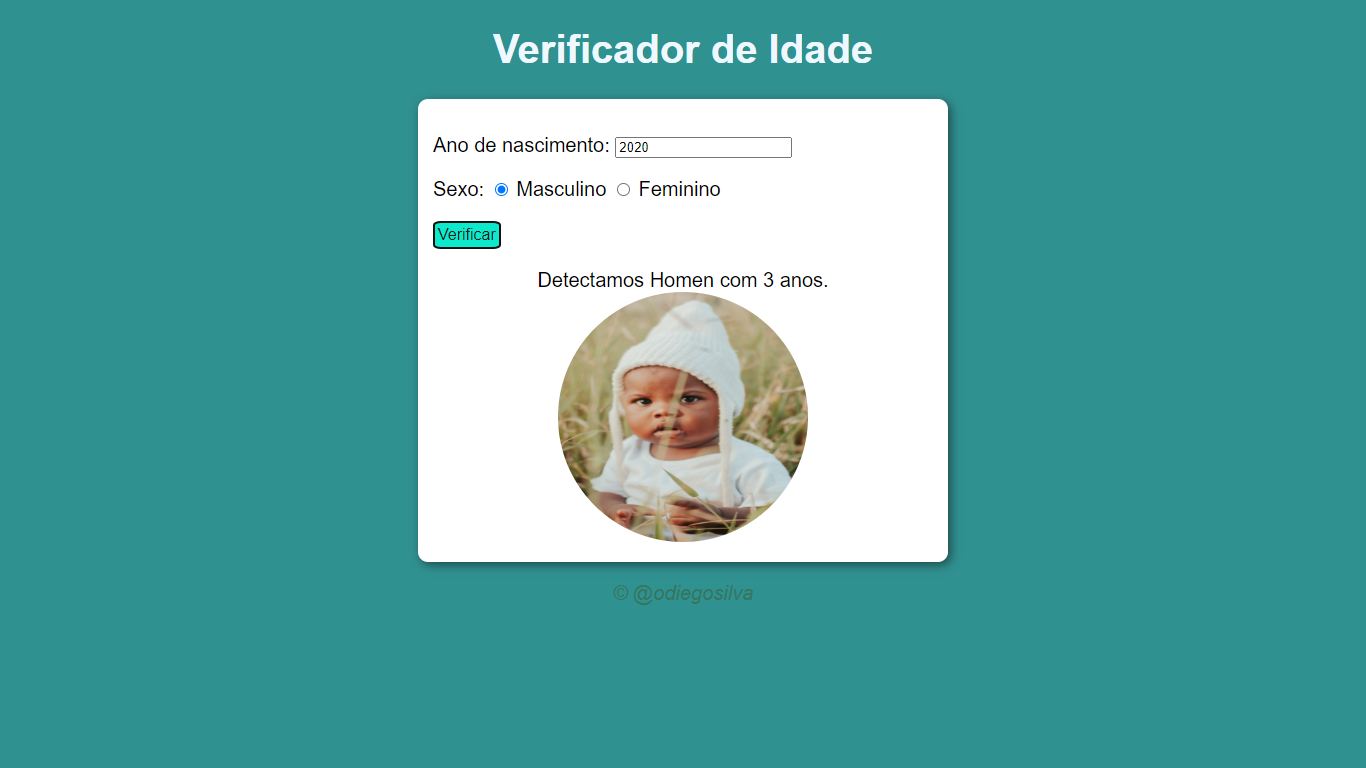 Verificador de Idade
Ano de nascimento: 2020
Sexo: Masculino Feminino
Verificar
Detectamos Homen com 3 anos.
© @odiegosilva